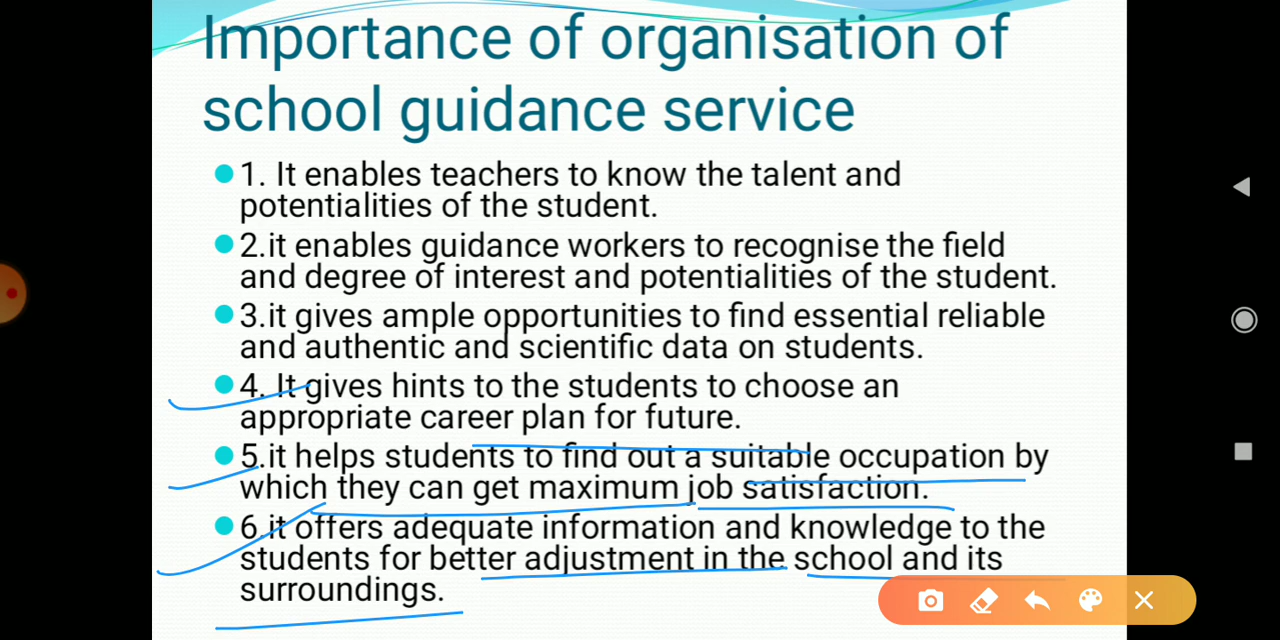 Importance of organisation of
school guidance service
1. It enables teachers to know the talent and
potentialities of the student.
2.it enables guidance workers to recognise the field
and degree of interest and potentialities of the student.
3.it gives ample opportunities to find essential reliable
and authentic and scientific data on students.
4. It gives hints to the students to choose an
appropriate career plan for future.
5.it helps students to find out a suitable occupation by
which they can get maximum job satisfaction.
6.it offers adequate information and knowledge to the
students for better adjustment in the school and its
surroundings.